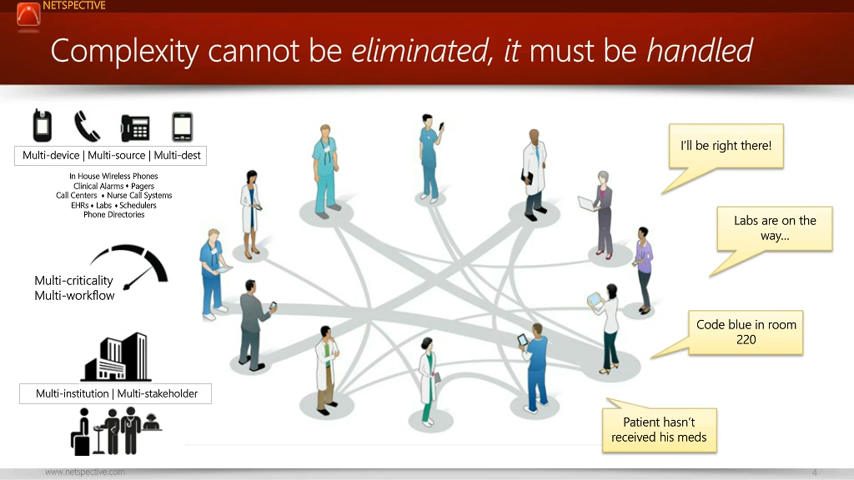 NETSPECTIVE
Complexity cannot be eliminated, it must be handled
Multi-device | Multi-source | Multi-dest
In House Wireless Phones
Clinical Alarms • Pagers
Call Centers • Nurse Call Systems
EHRs • Labs • Schedulers
Phone Directories
Multi-criticality
Multi-workflow
Multi-institution | Multi-stakeholder
I'll be right there!
Labs are on the
way...
Code blue in room
220
Patient hasn't
received his meds
www.netspective.com
4